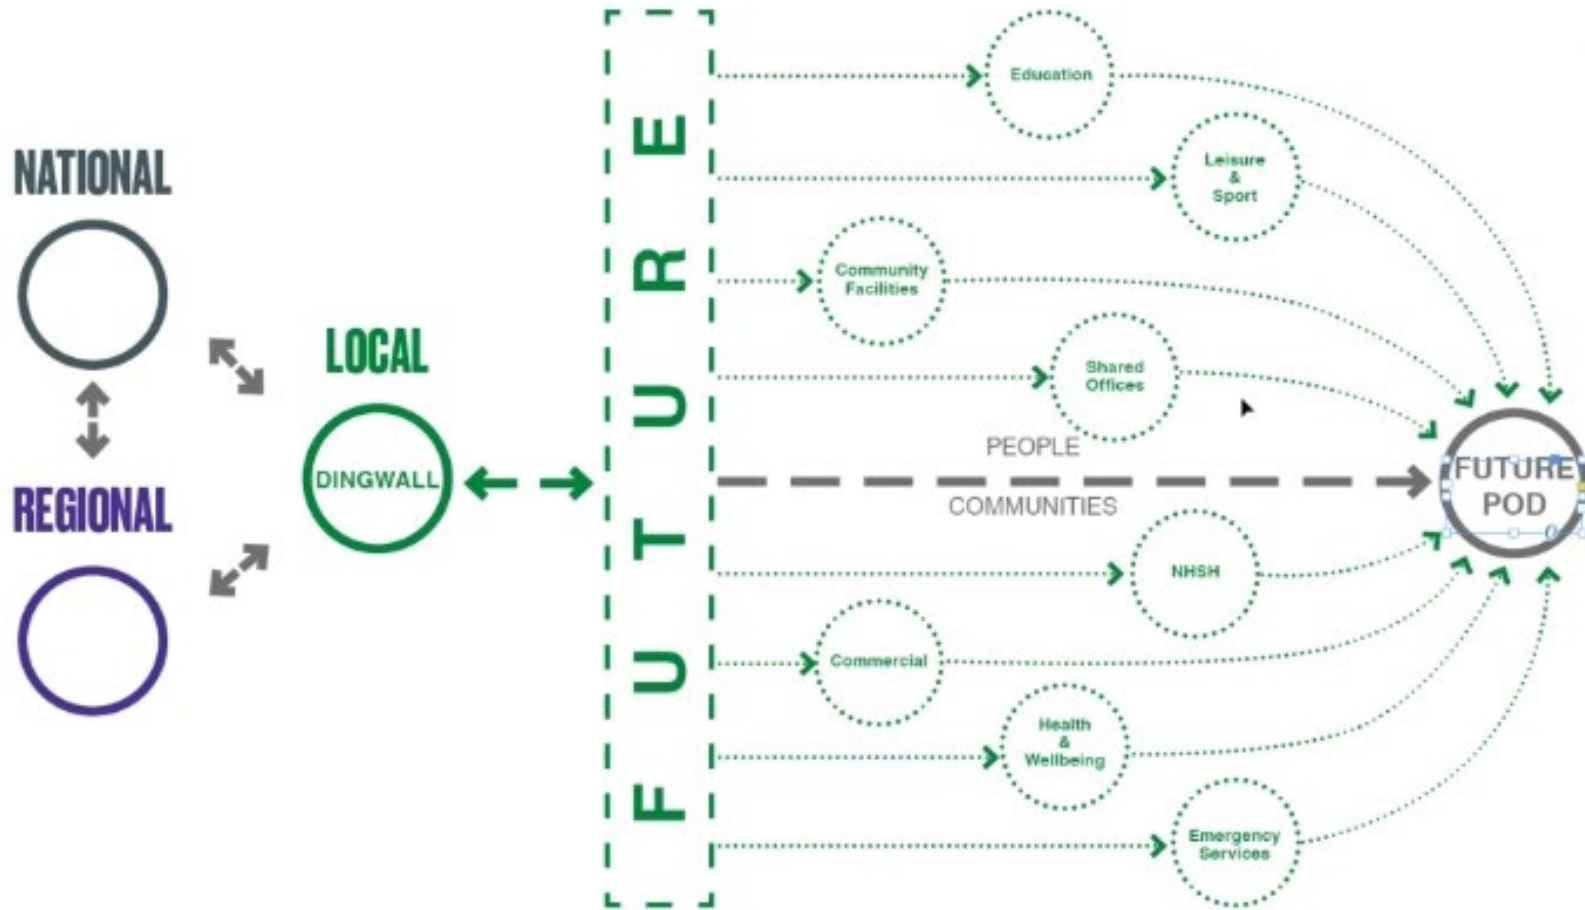 NATIONAL
REGIONAL
LOCAL
DINGWALL
FUTURE
Education
Leisure
&
Sport
Community
Facilities
Shared
Offices
PEOPLE
COMMUNITIES
NHSH
Commercial
Health
&
Wellbeing
Emergency
Services
FUTURE
POD